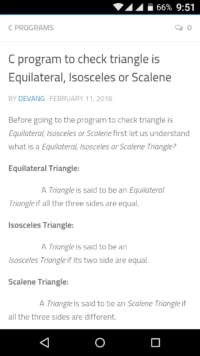 66% 9:51
C PROGRAMS 0
C program to check triangle is
Equilateral, Isosceles or Scalene
BY DEVANG · FEBRUARY 11, 2016
Before going to the program to check triangle is
Equilateral, Isosceles or Scalene first let us understand
what is a Equilateral, Isosceles or Scalene Triangle?
Equilateral Triangle:
A Triangle is said to be an Equilateral
Triangle if all the three sides are equal.
Isosceles Triangle:
A Triangle is said to be an
Isosceles Triangle if its two side are equal.
Scalene Triangle:
A Triangle is said to be an Scalene Triangle if
all the three sides are different.